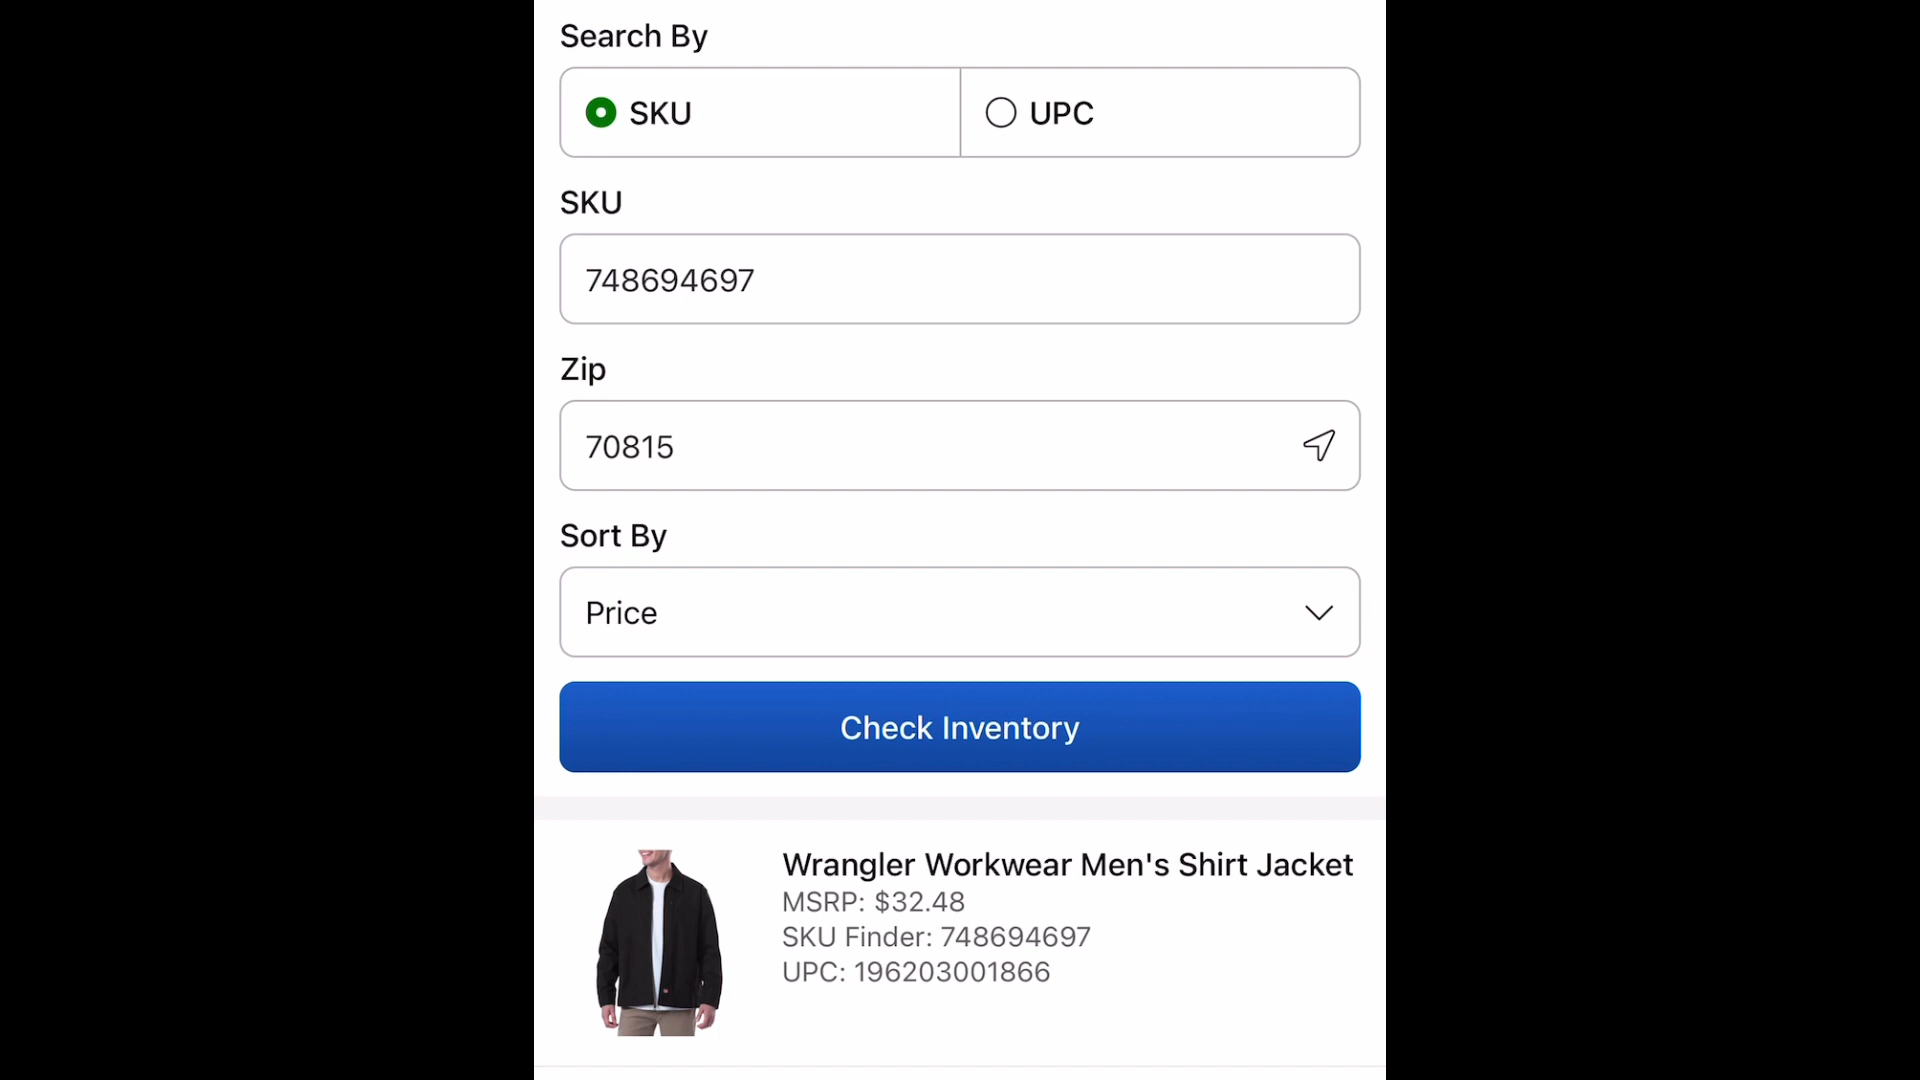 Search By
SKU
UPC
SKU
748694697
Zip
70815
Sort By
Price
Check Inventory
Wrangler Workwear Men's Shirt Jacket
MSRP: $32.48
SKU Finder: 748694697
UPC: 196203001866